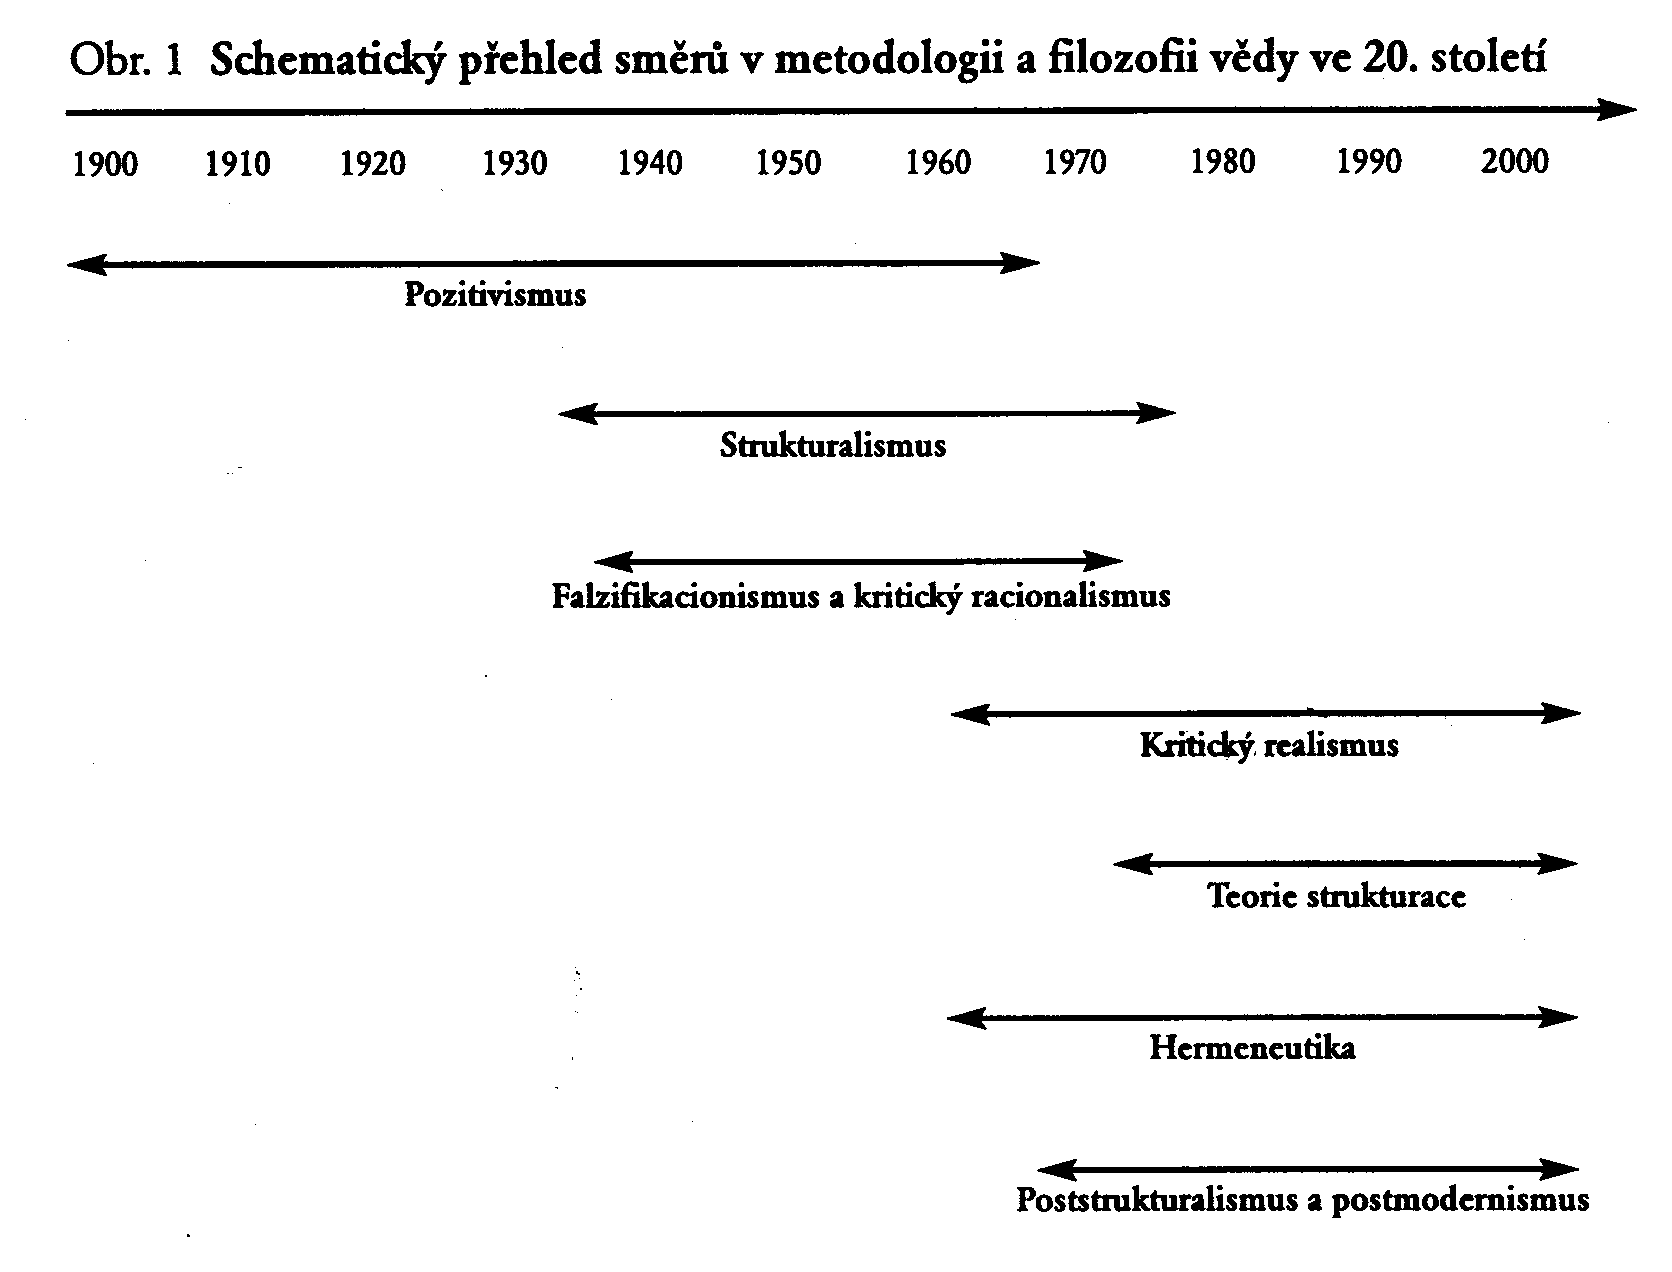 Obr. 1 Schematický přehled směrů v metodologii a filozofii vědy ve 20. století
1900 1910 1920 1930 1940 1950 1960 1970 1980 1990 2000
Pozitivismus
Strukturalismus
Falzifikacionismus a kritický racionalismus
Kritický realismus
Teorie strukturace
Hermeneutika
Poststrukturalismus a postmodernismus